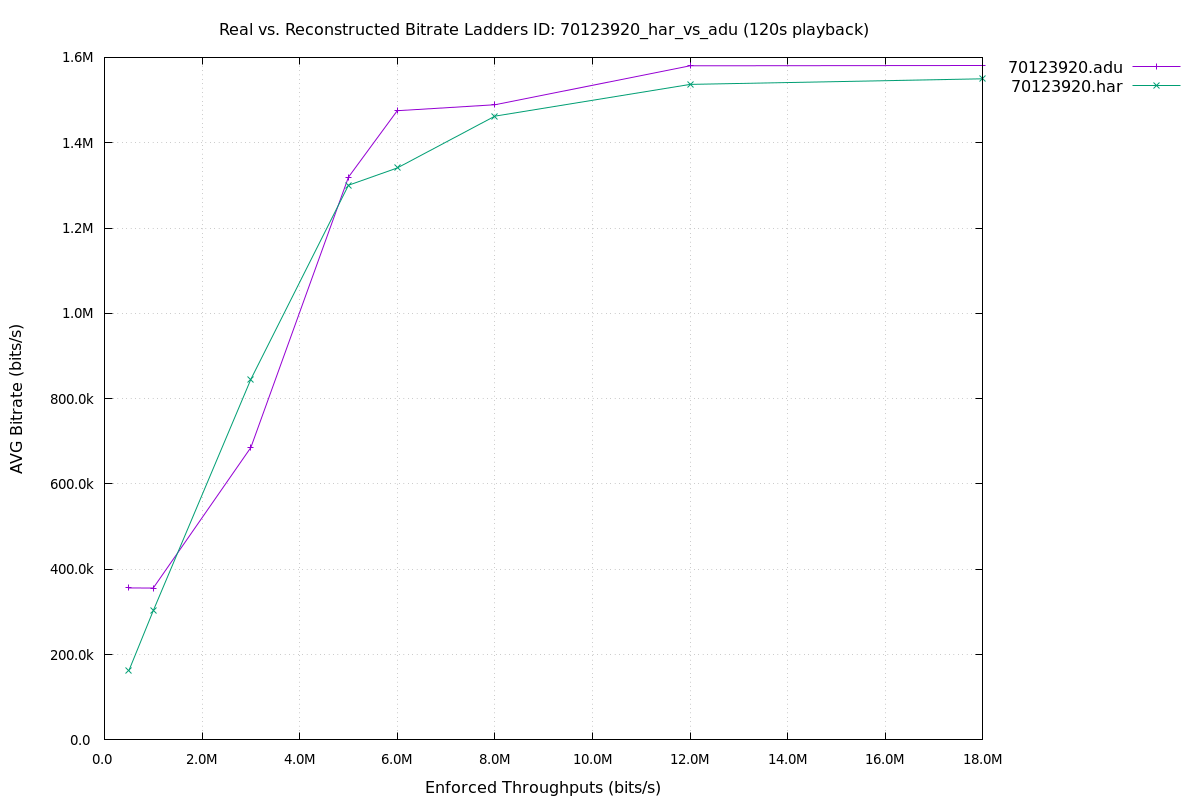 Real vs. Reconstructed Bitrate Ladders ID: 70123920_har_vs_adu (120s playback)
70123920.adu
70123920.har
AVG Bitrate (bits/s)
1.6M
1.4M
1.2M
1.0M
800.0k
600.0k
400.0k
200.0k
0.0
0.0 2.0M 4.0M 6.0M 8.0M 10.0M 12.0M 14.0M 16.0M 18.0M
Enforced Throughputs (bits/s)